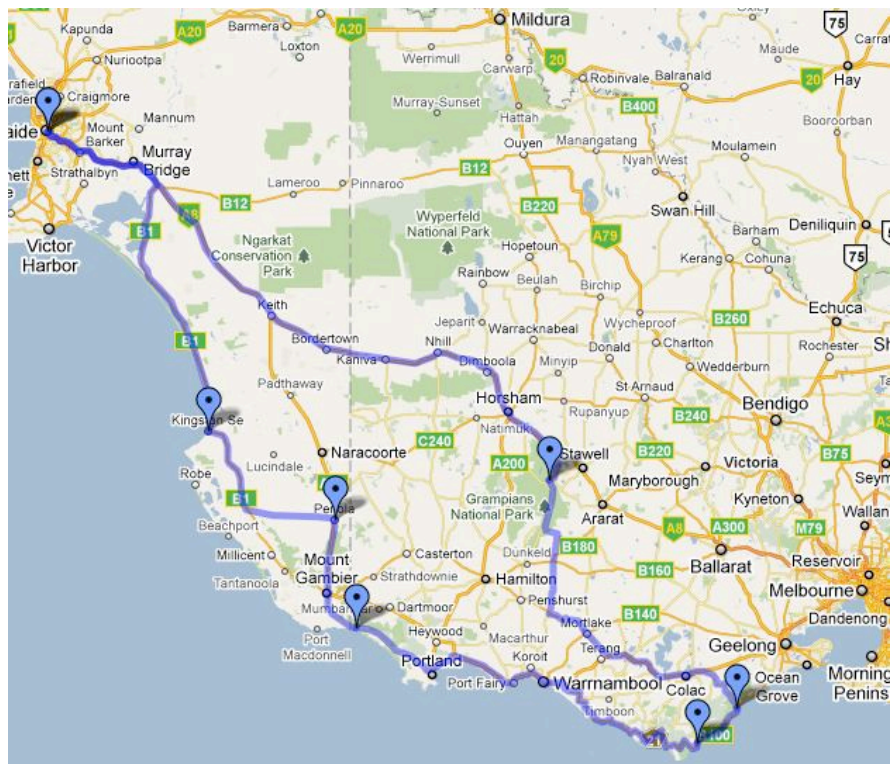 Mildura
75
Kapunda
A20
Barmera
A20
Loxton
Nuriootpa
Werrimull
Carwarp
20
Robinvale
Balranald
Maude
Hay
Craigmore
Murray-Sunset
Hattah
B400
20
Mount
Barker
Mannum
Booroorban
Murray
Bridge
Strathalbyn
Lameroo
Pinnaroo
B12
B12
Ouyen
Manangatang
Nyah West
Moulamein
B1
A8
B220
Swan Hill
Victor
Harbor
Ngarkat
Conservation
Park
Wyperfeld
National Park
A79
Deniliquin
75
Hopetoun
Barham
Kerang
Cohuna
Rainbow
Beulah
Birchip
Keith
B1
Jeparit
Warracknabeal
Wycheproof
B260
Echuca
Bordertown
Kaniva
Nhill
Dimboola
Minyip
Donald
Charlton
Rochester
Wedderburn
Padthaway
Horsham
Rupanyup
St Arnaud
B240
Bendigo
Kingston Se
Natimuk
C240
Naracoorte
Lucindale
A200
Stawell
B220
Victoria
B75
Robe
B1
Penola
Grampians
National Park
Maryborough
Kyneton
Ararat
A8
A300
M79
Beachport
Millicent
Mount
Gambier
Casterton
Dunkeld
B180
B160
Ballarat
Reservoir
Melbourne
Tantanoola
Strathdownie
Hamilton
Penshurst
B140
Dandenong
Dartmoor
Port
Macdonnell
Heywood
Macarthur
Mortlake
Geelong
Portland
Koroit
Terang
Port Fairy
Warrnambool
Colac
Ocean
Grove
Timboon
A100